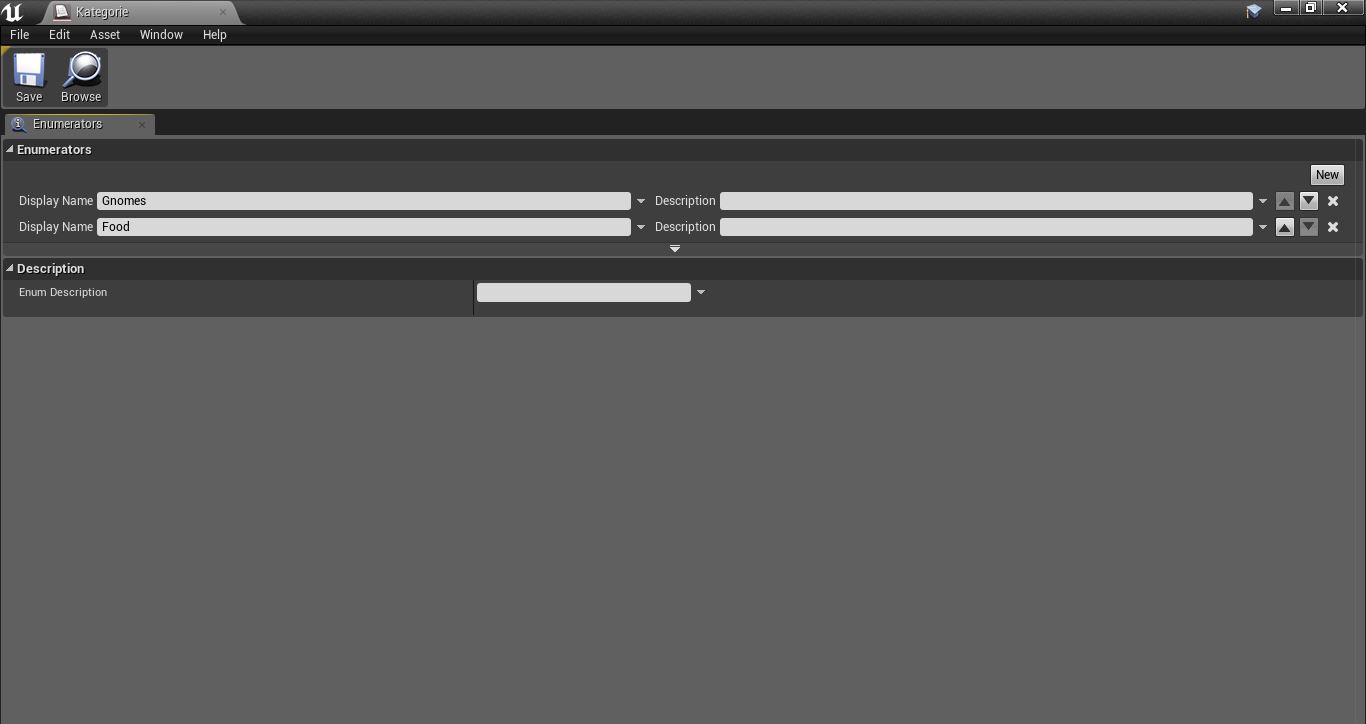 Kategorie
File Edit Asset Window Help
Save Browse
Enumerators
Enumerators
New
Display Name Gnomes Description
Display Name Food Description
Description
Enum Description